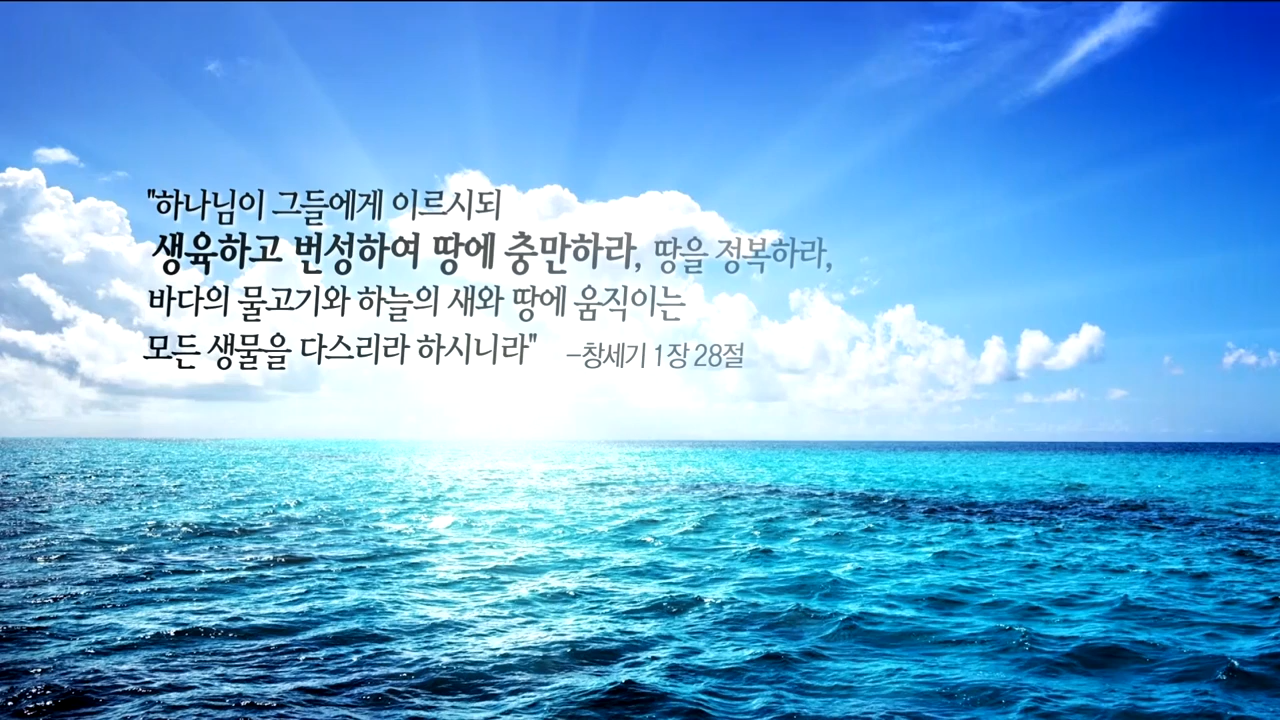 "하나님이 그들에게 이르시되
생육하고 번성하여 땅에 충만하라, 땅을 정복하라,
바다의 물고기와 하늘의 새와 땅에 움직이는
모든 생물을 다스리라 하시니라" -창세기 1장 28절